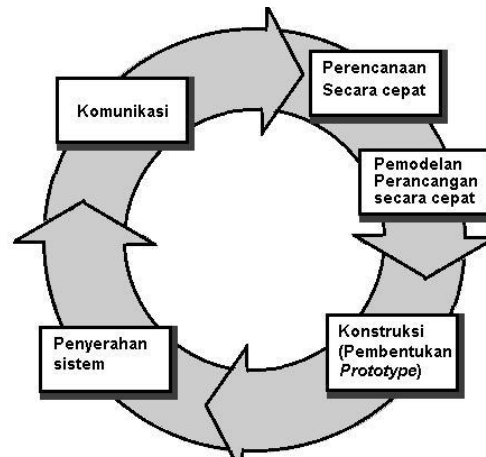 Komunikasi
Perencanaan
Secara cepat
Pemodelan
Perancangan
secara cepat
Konstruksi
(Pembentukan
Prototype)
Penyerahan
sistem